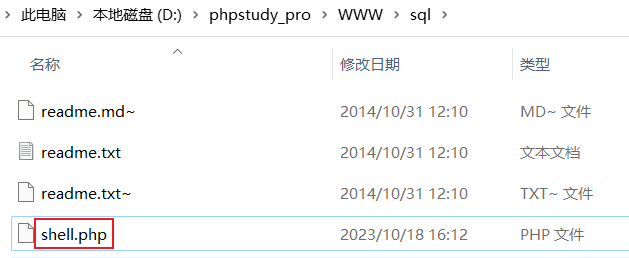 此电脑 > 本地磁盘 (D:) > phpstudy_pro > WWW > sql >
名称 修改日期 类型
readme.md~ 2014/10/31 12:10 MD~ 文件
readme.txt 2014/10/31 12:10 文本文档
readme.txt~ 2014/10/31 12:10 TXT~ 文件
shell.php 2023/10/18 16:12 PHP 文件